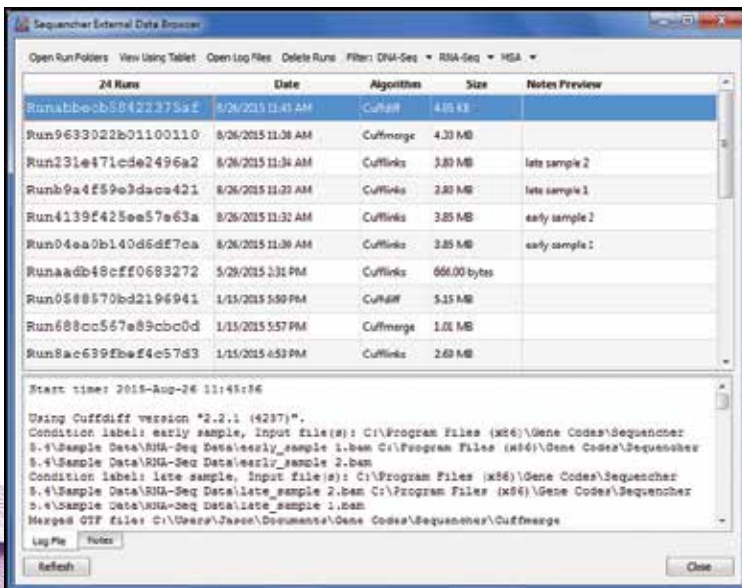 Sequencher External Data Browser
Open Run Folders View Using Tablet Open Log Files Delete Runs Filter: DNA-Seq RNA-Seq MSA
24 Runs Date Algorithm Size Notes Preview
8/26/2015 11:45 AM Cuffdiff 4.05 KB
Run9633022b01100110 8/26/2015 11:38 AM Cuffmerge 4.33 MB
Run231e471cde2496a2 8/26/2015 11:34 AM Cufflinks 3.80 MB late sample 2
Runb9a4f59e3dace421 8/26/2015 11:33 AM Cufflinks 3.80 MB late sample 1
Run4139f425ee57e63a 8/26/2015 11:32 AM Cufflinks 3.85 MB early sample 2
Run04ea0b140d6df7ca 8/26/2015 Cufflinks 3.85 MB early sample 1
Runaadb48cff0683272 5/29/2015 2:31 PM Cufflinks 666.00 bytes
Run0588570bd2196941 1/15/2015 5:59 PM Cuffdiff 5.15 MB
Run688cc567e89cbc0d 1/15/2015 5:57 PM Cuffmerge 1.01 MB
Run8ac639fbef4c57d3 1/15/2015 4:53 PM Cufflinks 2.69 MB
Start time: 2015-Aug-26 11:45:36
Using Cuffdiff version "2.2.1 (4237)".
Condition label: early sample, Input file(s): C:\Program Files (x86)\Gene Codes\Sequencher
5.4\Sample Data\RNA-Seq Data\early_sample 1.bam C:\Program Files (x86)\Gene Codes\Sequencher
5.4\Sample Data\RNA-Seq Data\early_sample 2.bam
Condition label: late sample, Input file(s): C:\Program Files (x86)\Gene Codes\Sequencher
5.4\Sample Data\RNA-Seq Data\late_sample 2.bam C:\Program Files (x86)\Gene Codes\Sequencher
5.4\Sample Data\RNA-Seq Data\late_sample 1.bam
Merged GTF file: C:\Users\Jason\Documents\Gene Codes\Sequencher\Cuffmerge
Log File Notes
Refresh Close